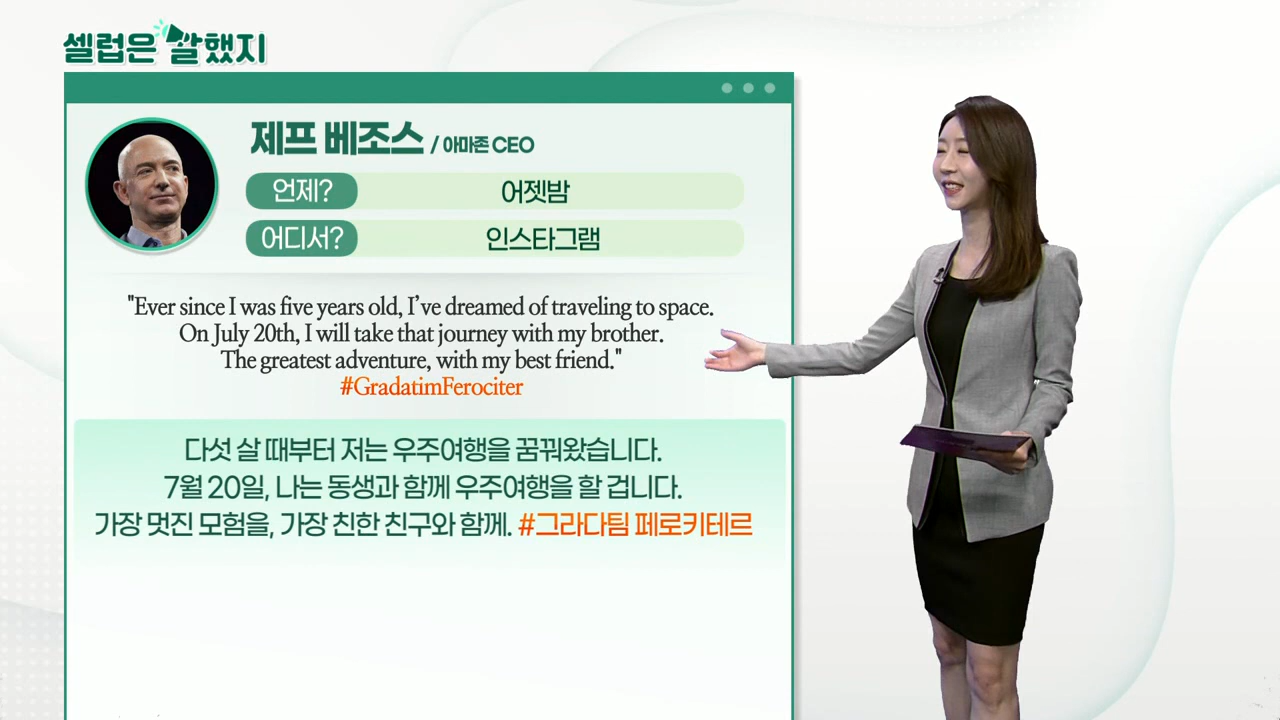 셀럽은 말했지
제프 베조스 / 아마존 CEO
언제? 어젯밤
어디서? 인스타그램
"Ever since I was five years old, I’ve dreamed of traveling to space.
On July 20th, I will take that journey with my brother.
The greatest adventure, with my best friend."
#GradatimFerociter
다섯 살 때부터 저는 우주여행을 꿈꿔왔습니다.
7월 20일, 나는 동생과 함께 우주여행을 할 겁니다.
가장 멋진 모험을, 가장 친한 친구와 함께. #그라다팀 페로키테르